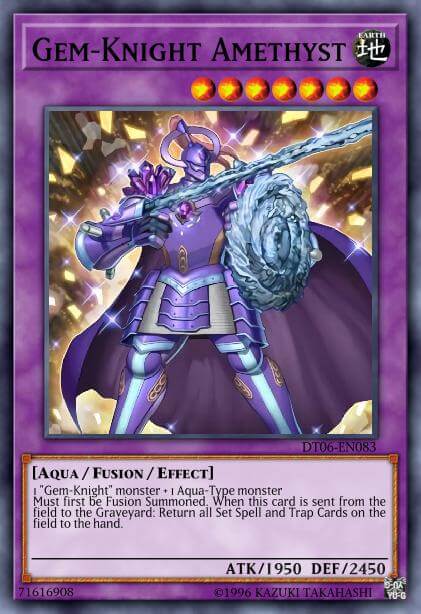 Gem-Knight Amethyst
EARTH
地
DT06-EN083
[Aqua / Fusion / Effect]
1 "Gem-Knight" monster + 1 Aqua-Type monster
Must first be Fusion Summoned. When this card is sent from the
field to the Graveyard: Return all Set Spell and Trap Cards on
the field to the hand.
ATK/1950 DEF/2450
71616908
©1996 KAZUKI TAKAHASHI